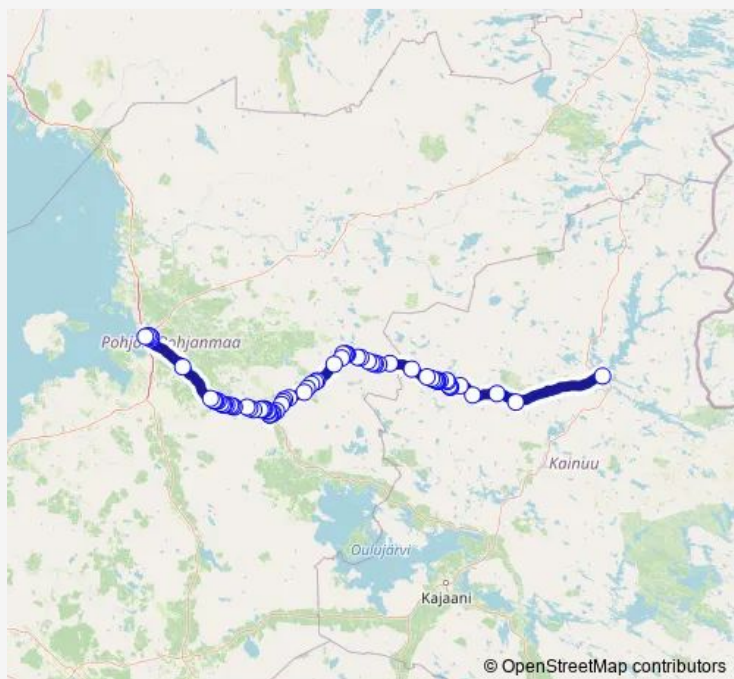 Pohjois-Pohjanmaa
Kainuu
Oulujärvi
Kajaani
© OpenStreetMap contributors